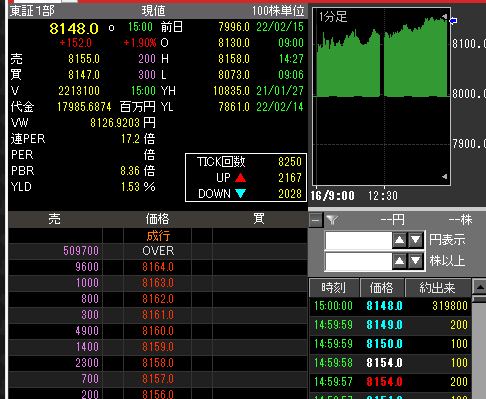 東証1部 現値 100株単位
8148.0 o 15:00 前日 7996.0 22/02/15
+152.0 +1.90% O 8130.0 09:00
売 8155.0 200 H 8158.0 14:27
買 8147.0 300 L 8073.0 09:06
V 2213100 15:00 YH 10835.0 21/01/27
代金 17985.6874 百万円 YL 7861.0 22/02/14
VW 8126.9203 円
連PER 17.2 倍
PER 倍
PBR 8.36 倍
YLD 1.53 %
TICK回数 8250
UP ▲ 2167
DOWN ▼ 2028
1分足
8100.0
8000.0
7900.0
16/9:00 12:30
売 価格 買
成行
509700 OVER
9600 8164.0
1000 8163.0
800 8162.0
300 8161.0
4900 8160.0
1400 8159.0
2300 8158.0
700 8157.0
200 8156.0
--円 --株
円表示
株以上
時刻 価格 約出来
15:00:00 8148.0 319800
14:59:59 8149.0 200
14:59:59 8150.0 100
14:59:58 8154.0 100
14:59:57 8154.0 200